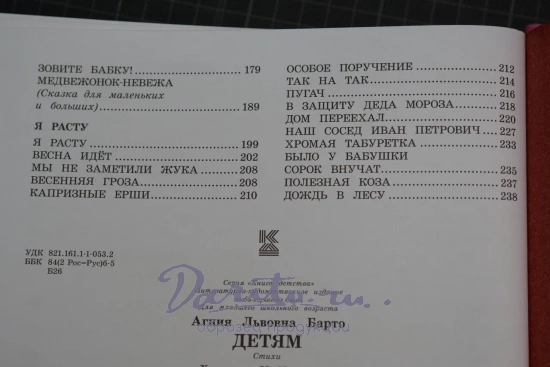 ЗОВИТЕ БАБКУ! 179
МЕДВЕЖОНОК-НЕВЕЖА
(Сказка для маленьких
и больших) 189
Я РАСТУ
Я РАСТУ 199
ВЕСНА ИДЁТ 202
МЫ НЕ ЗАМЕТИЛИ ЖУКА 208
ВЕСЕННЯЯ ГРОЗА 208
КАПРИЗНЫЕ ЕРШИ 210
ОСОБОЕ ПОРУЧЕНИЕ 212
ТАК НА ТАК 214
ПУГАЧ 216
В ЗАЩИТУ ДЕДА МОРОЗА 218
ДОМ ПЕРЕЕХАЛ 220
НАШ СОСЕД ИВАН ПЕТРОВИЧ 227
ХРОМАЯ ТАБУРЕТКА 233
БЫЛО У БАБУШКИ
СОРОК ВНУЧАТ 235
ПОЛЕЗНАЯ КОЗА 237
ДОЖДЬ В ЛЕСУ 238
УДК 821.161.1-1-053.2
ББК 84(2 Рос=Рус)6-5
Б26
Серия «Книга детства»
Литературно-художественное издание
Для младшего школьного возраста
Агния Львовна Барто
ДЕТЯМ
Стихи